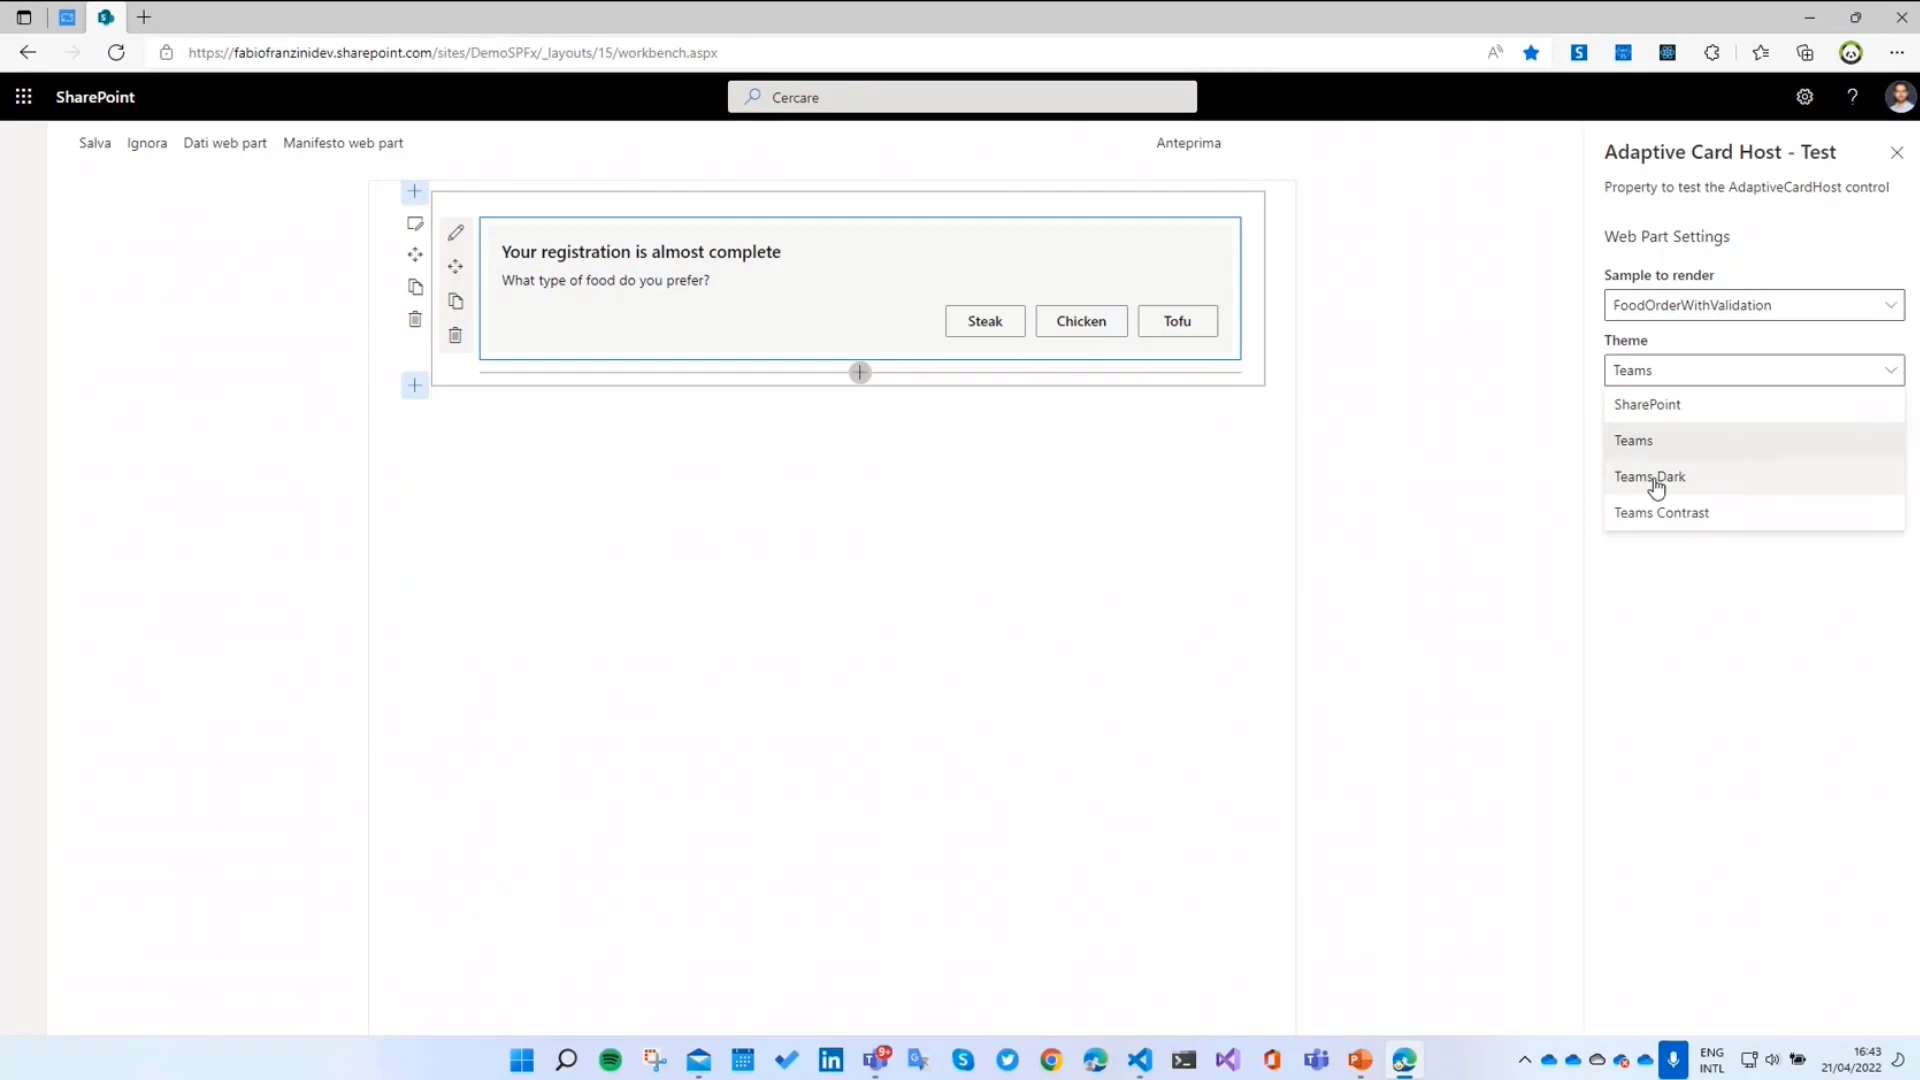 https://fabiofranzinidev.sharepoint.com/sites/DemoSPFx/_layouts/15/workbench.aspx
SharePoint
Cercare
Salva Ignora Dati web part Manifesto web part
Anteprima
Your registration is almost complete
What type of food do you prefer?
Steak Chicken Tofu
Adaptive Card Host - Test
Property to test the AdaptiveCardHost control
Web Part Settings
Sample to render
FoodOrderWithValidation
Theme
Teams
SharePoint
Teams
Teams Dark
Teams Contrast
9+
ENG
INTL
16:43
21/04/2022